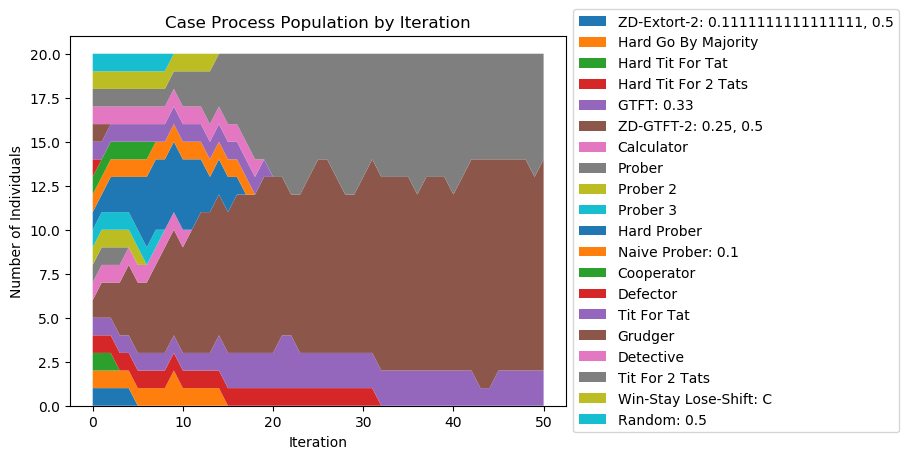 Case Process Population by Iteration
Number of Individuals
20.0
17.5
15.0
12.5
10.0
7.5
5.0
2.5
0.0
0 10 20 30 40 50
Iteration
ZD-Extort-2: 0.1111111111111111, 0.5
Hard Go By Majority
Hard Tit For Tat
Hard Tit For 2 Tats
GTFT: 0.33
ZD-GTFT-2: 0.25, 0.5
Calculator
Prober
Prober 2
Prober 3
Hard Prober
Naive Prober: 0.1
Cooperator
Defector
Tit For Tat
Grudger
Detective
Tit For 2 Tats
Win-Stay Lose-Shift: C
Random: 0.5